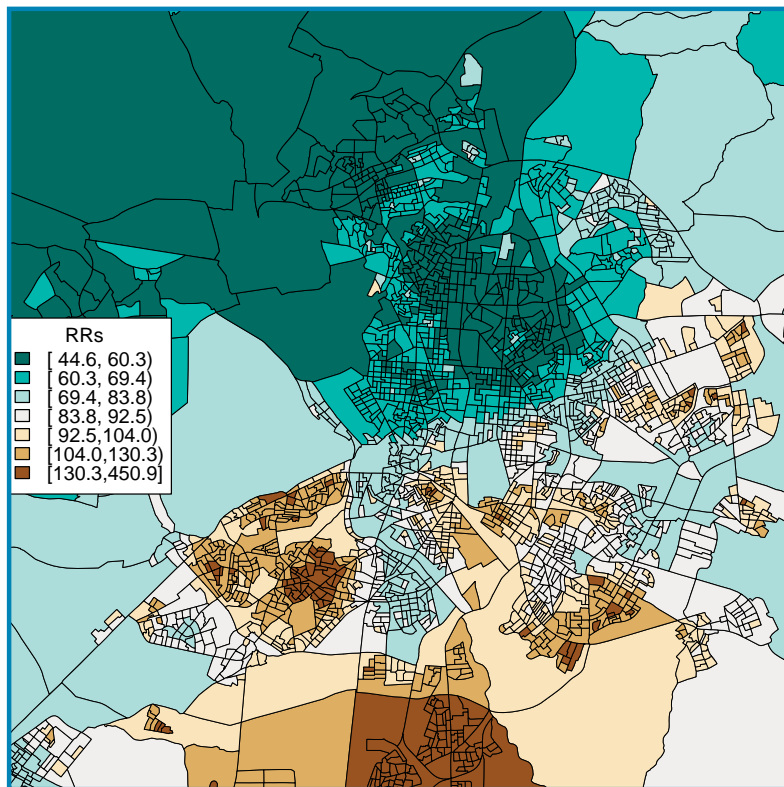 RRs
[ 44.6, 60.3)
[ 60.3, 69.4)
[ 69.4, 83.8)
[ 83.8, 92.5)
[ 92.5,104.0)
[104.0,130.3)
[130.3,450.9]